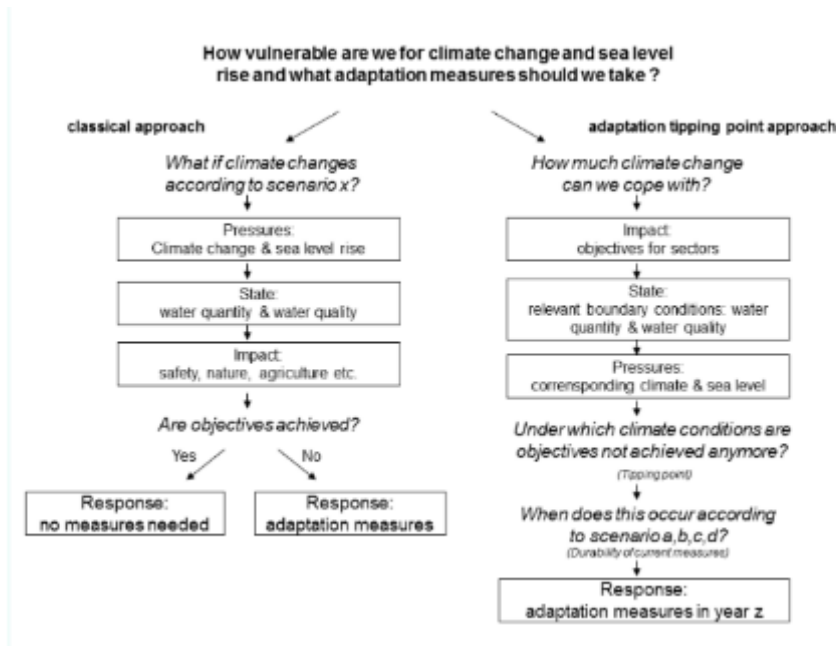 How vulnerable are we for climate change and sea level
rise and what adaptation measures should we take ?
classical approach
What if climate changes
according to scenario x?
Pressures:
Climate change & sea level rise
State:
water quantity & water quality
Impact:
safety, nature, agriculture etc.
Are objectives achieved?
Yes
No
Response:
no measures needed
Response:
adaptation measures
adaptation tipping point approach
How much climate change
can we cope with?
Impact:
objectives for sectors
State:
relevant boundary conditions: water
quantity & water quality
Pressures:
corrensponding climate & sea level
Under which climate conditions are
objectives not achieved anymore?
(Tipping point)
When does this occur according
to scenario a,b,c,d?
(Durability of current measures)
Response:
adaptation measures in year z